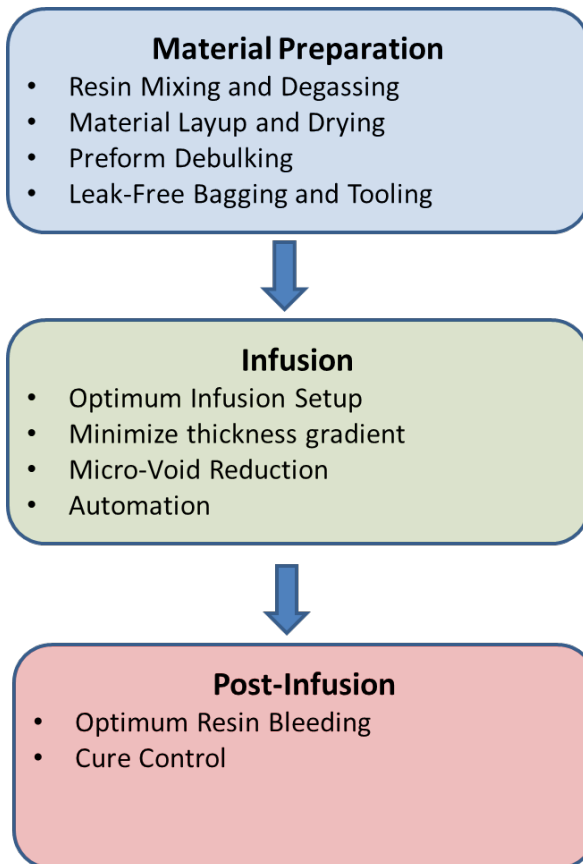 Material Preparation
• Resin Mixing and Degassing
• Material Layup and Drying
• Preform Debulking
• Leak-Free Bagging and Tooling
Infusion
• Optimum Infusion Setup
• Minimize thickness gradient
• Micro-Void Reduction
• Automation
Post-Infusion
• Optimum Resin Bleeding
• Cure Control